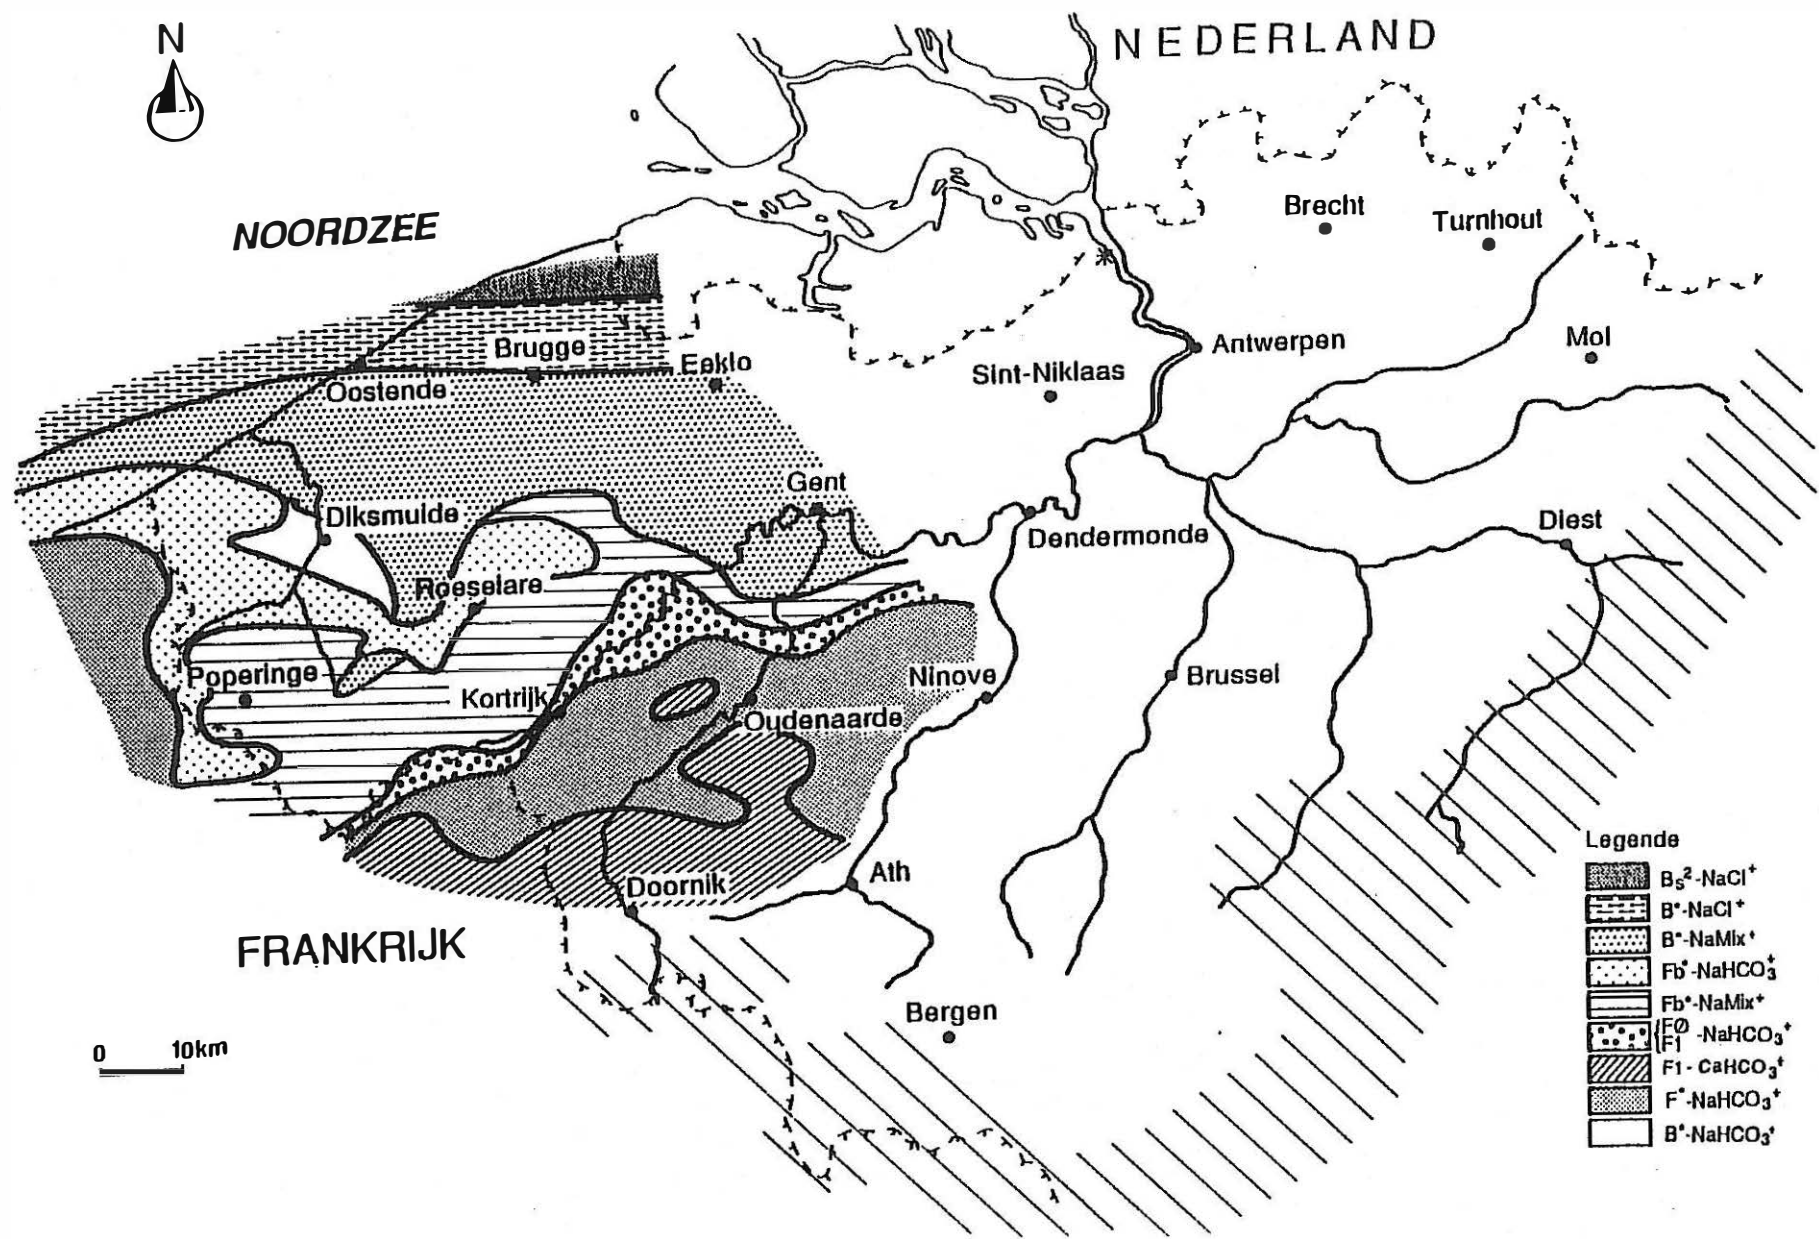 N
NEDERLAND
NOORDZEE
Brecht
Turnhout
Brugge
Eeklo
Antwerpen
Mol
Oostende
Sint-Niklaas
Gent
Diksmuide
Dendermonde
Diest
Roeselare
Poperinge
Kortrijk
Ninove
Brussel
Oudenaarde
Ath
Doornik
FRANKRIJK
Bergen
0 10km
Legende
Bs²-NaCl⁺
B*-NaCl⁺
B*-NaMix⁺
Fb*-NaHCO₃⁺
Fb*-NaMix⁺
{FØ
F1 -NaHCO₃⁺
F1-CaHCO₃⁺
F*-NaHCO₃⁺
B*-NaHCO₃⁺